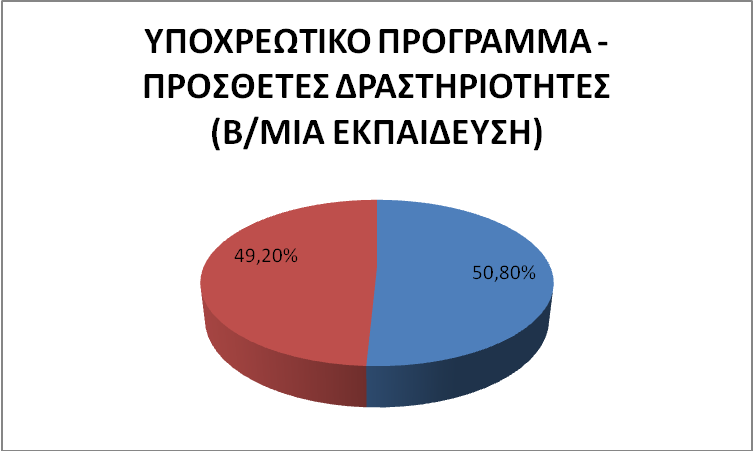 ΥΠΟΧΡΕΩΤΙΚΟ ΠΡΟΓΡΑΜΜΑ -
ΠΡΟΣΘΕΤΕΣ ΔΡΑΣΤΗΡΙΟΤΗΤΕΣ
(Β/ΜΙΑ ΕΚΠΑΙΔΕΥΣΗ)
49,20%
50,80%